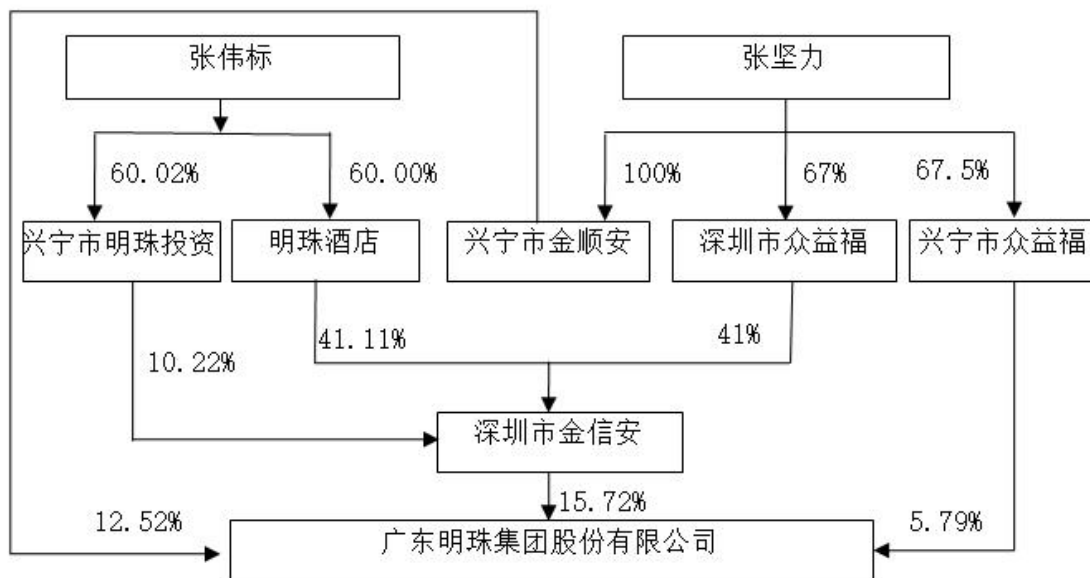 张伟标
张坚力
60.02%
60.00%
100%
67%
67.5%
兴宁市明珠投资
明珠酒店
兴宁市金顺安
深圳市众益福
兴宁市众益福
41.11%
41%
10.22%
深圳市金信安
15.72%
12.52%
5.79%
广东明珠集团股份有限公司